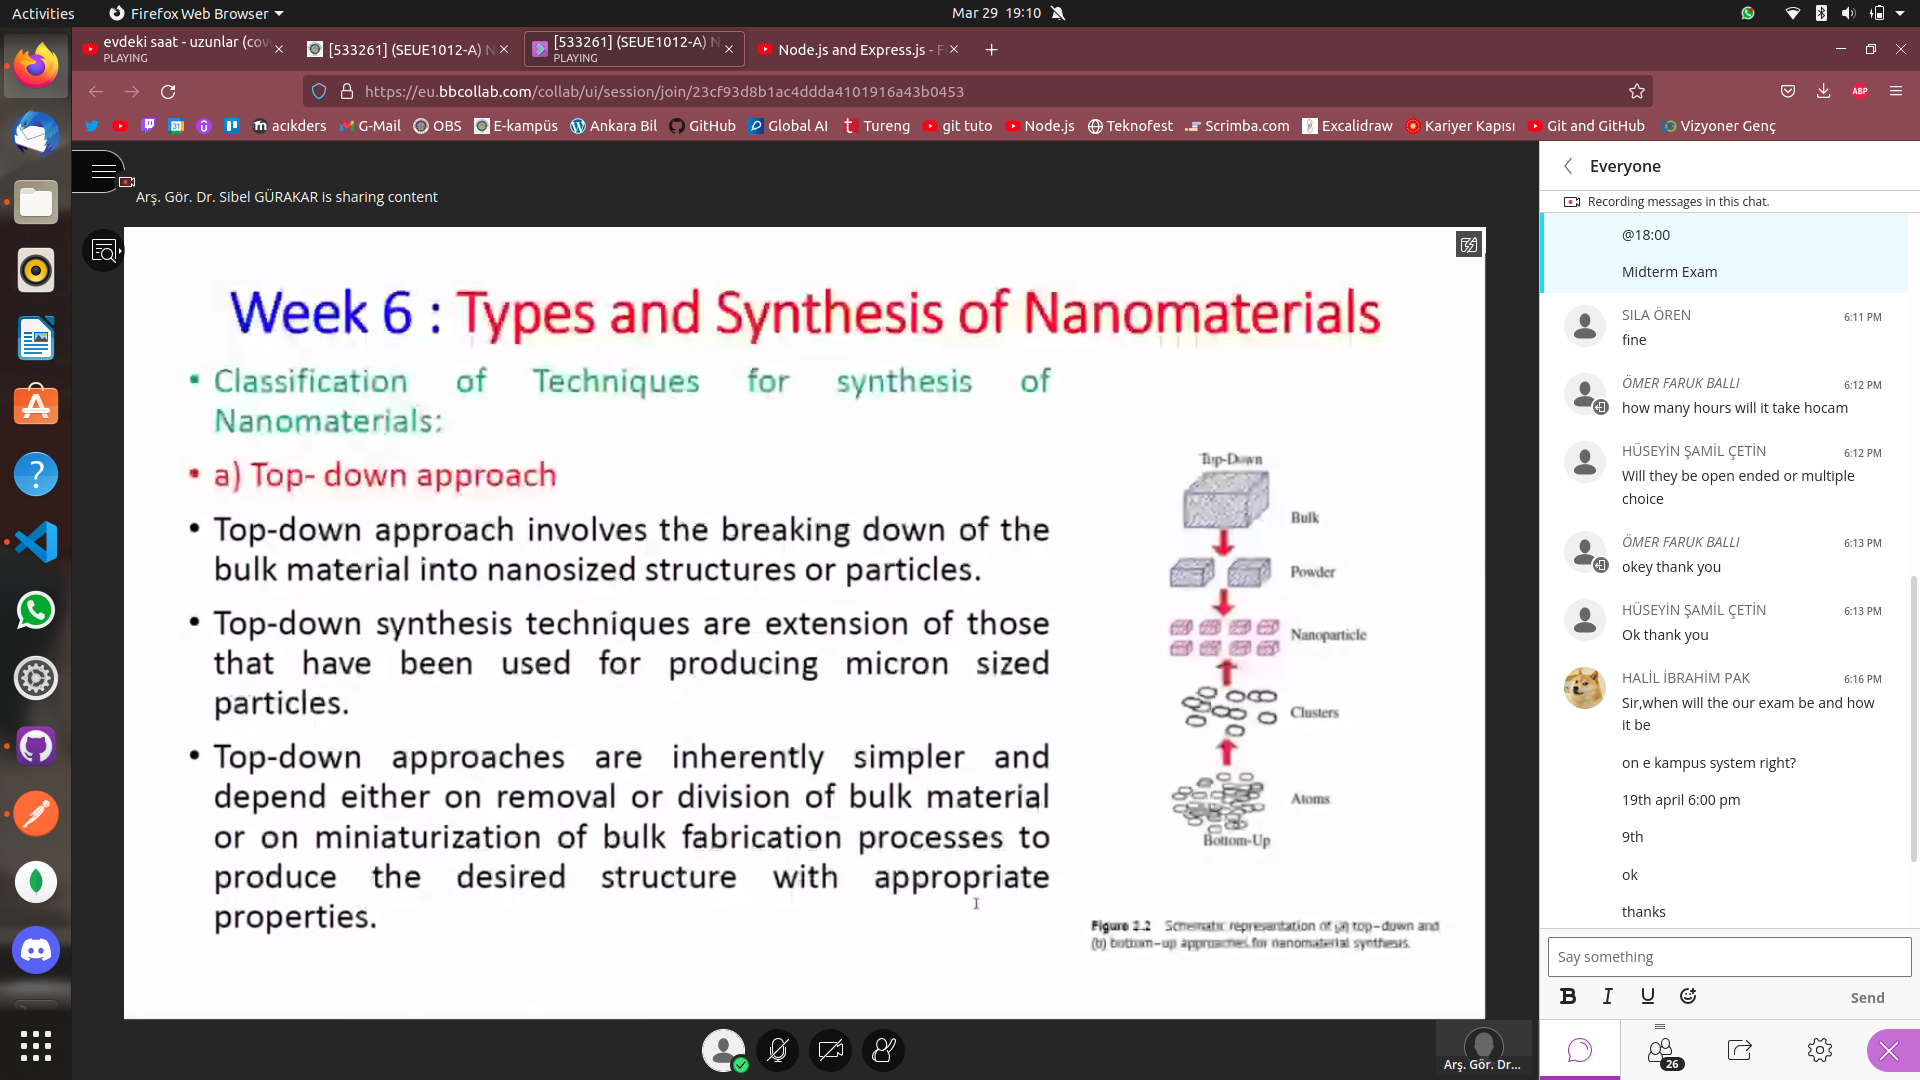 Activities
Firefox Web Browser
Mar 29 19:10
evdeki saat - uzunlar (cov
PLAYING
[533261] (SEUE1012-A) N
[533261] (SEUE1012-A) N
PLAYING
Node.js and Express.js - F
https://eu.bbcollab.com/collab/ui/session/join/23cf93d8b1ac4ddda4101916a43b0453
ABP
31
acıkders
G-Mail
OBS
E-kampüs
Ankara Bil
GitHub
Global AI
Tureng
git tuto
Node.js
Teknofest
Scrimba.com
Excalidraw
Kariyer Kapısı
Git and GitHub
Vizyoner Genç
Arş. Gör. Dr. Sibel GÜRAKAR is sharing content
Week 6 : Types and Synthesis of Nanomaterials
• Classification of Techniques for synthesis of
Nanomaterials:
• a) Top- down approach
• Top-down approach involves the breaking down of the
bulk material into nanosized structures or particles.
• Top-down synthesis techniques are extension of those
that have been used for producing micron sized
particles.
• Top-down approaches are inherently simpler and
depend either on removal or division of bulk material
or on miniaturization of bulk fabrication processes to
produce the desired structure with appropriate
properties.
Top-Down
Bulk
Powder
Nanoparticle
Clusters
Atoms
Bottom-Up
Figure 2.2 Schematic representation of (a) top-down and
(b) bottom-up approaches for nanomaterial synthesis.
Arş. Gör. Dr...
Everyone
Recording messages in this chat.
@18:00
Midterm Exam
SILA ÖREN
6:11 PM
fine
ÖMER FARUK BALLI
6:12 PM
how many hours will it take hocam
HÜSEYİN ŞAMİL ÇETİN
6:12 PM
Will they be open ended or multiple
choice
ÖMER FARUK BALLI
6:13 PM
okey thank you
HÜSEYİN ŞAMİL ÇETİN
6:13 PM
Ok thank you
HALİL İBRAHİM PAK
6:16 PM
Sir,when will the our exam be and how
it be
on e kampus system right?
19th april 6:00 pm
9th
ok
thanks
Say something
B I U
Send
26